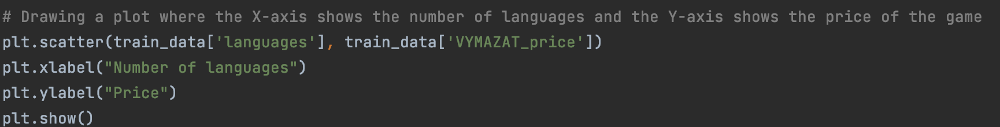 # Drawing a plot where the X-axis shows the number of languages and the Y-axis shows the price of the game
plt.scatter(train_data['languages'], train_data['VYMAZAT_price'])
plt.xlabel("Number of languages")
plt.ylabel("Price")
plt.show()